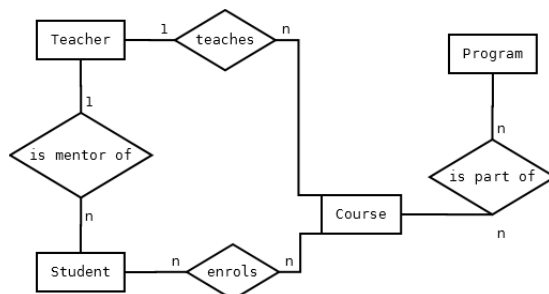 Teacher
1
teaches
n
Program
1
n
is mentor of
is part of
n
Course
n
n
n
Student
enrols